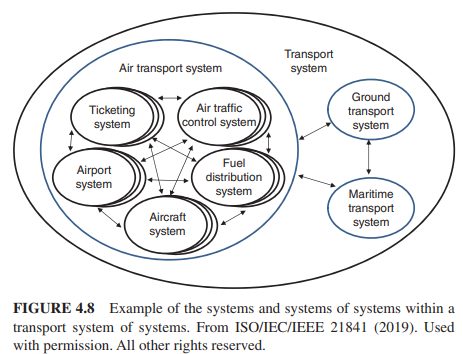 Transport
system
Air transport system
Ticketing
system
Air traffic
control system
Ground
transport
system
Airport
system
Fuel
distribution
system
Aircraft
system
Maritime
transport
system
FIGURE 4.8 Example of the systems and systems of systems within a
transport system of systems. From ISO/IEC/IEEE 21841 (2019). Used
with permission. All other rights reserved.